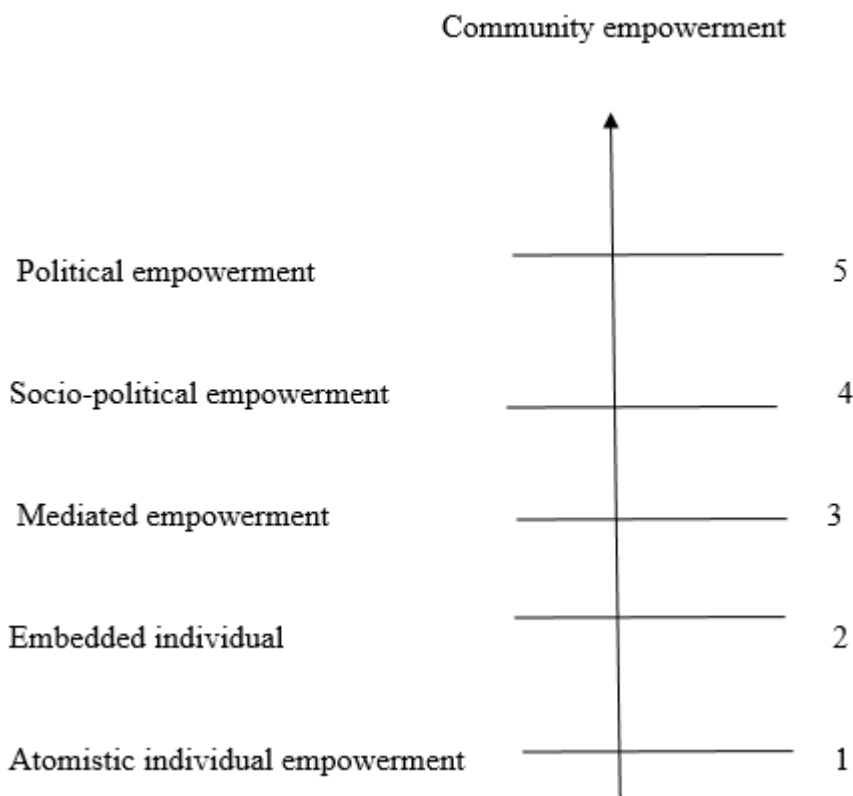 Community empowerment
Political empowerment 5
Socio-political empowerment 4
Mediated empowerment 3
Embedded individual 2
Atomistic individual empowerment 1